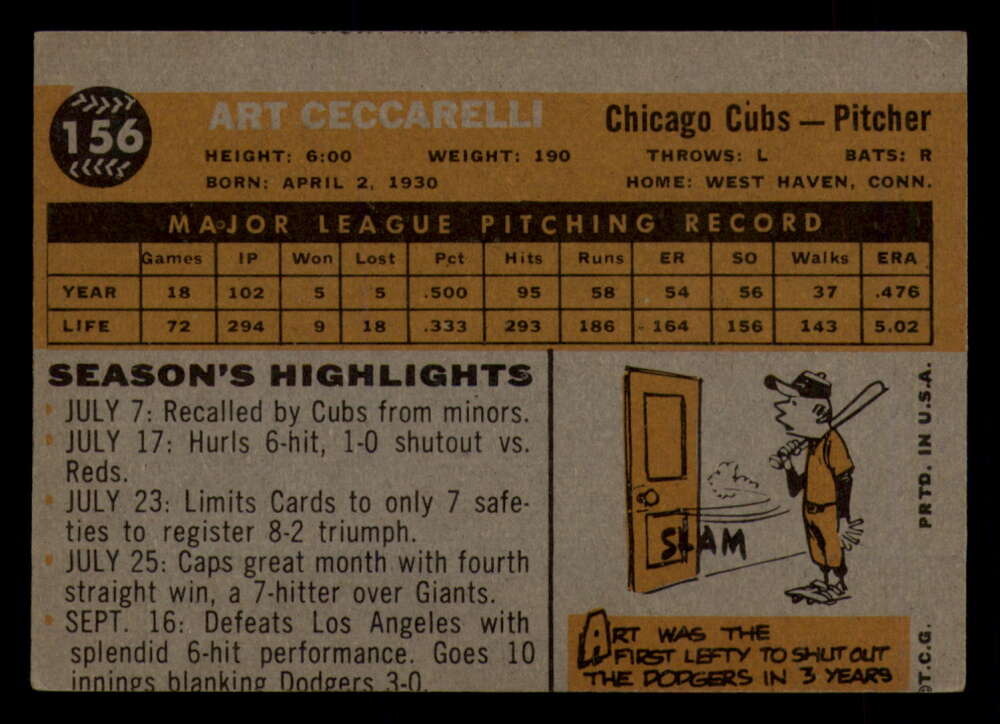 156
ART CECCARELLI
Chicago Cubs — Pitcher
HEIGHT: 6:00 WEIGHT: 190 THROWS: L BATS: R
BORN: APRIL 2, 1930 HOME: WEST HAVEN, CONN.
MAJOR LEAGUE PITCHING RECORD
Games IP Won Lost Pct Hits Runs ER SO Walks ERA
YEAR 18 102 5 5 .500 95 58 54 56 37 .476
LIFE 72 294 9 18 .333 293 186 164 156 143 5.02
SEASON'S HIGHLIGHTS
• JULY 7: Recalled by Cubs from minors.
• JULY 17: Hurls 6-hit, 1-0 shutout vs.
Reds.
• JULY 23: Limits Cards to only 7 safe-
ties to register 8-2 triumph.
• JULY 25: Caps great month with fourth
straight win, a 7-hitter over Giants.
• SEPT. 16: Defeats Los Angeles with
splendid 6-hit performance. Goes 10
innings blanking Dodgers 3-0.
SLAM
ART WAS THE
FIRST LEFTY TO SHUT OUT
THE DODGERS IN 3 YEARS
©T.C.G. PRTD. IN U.S.A.